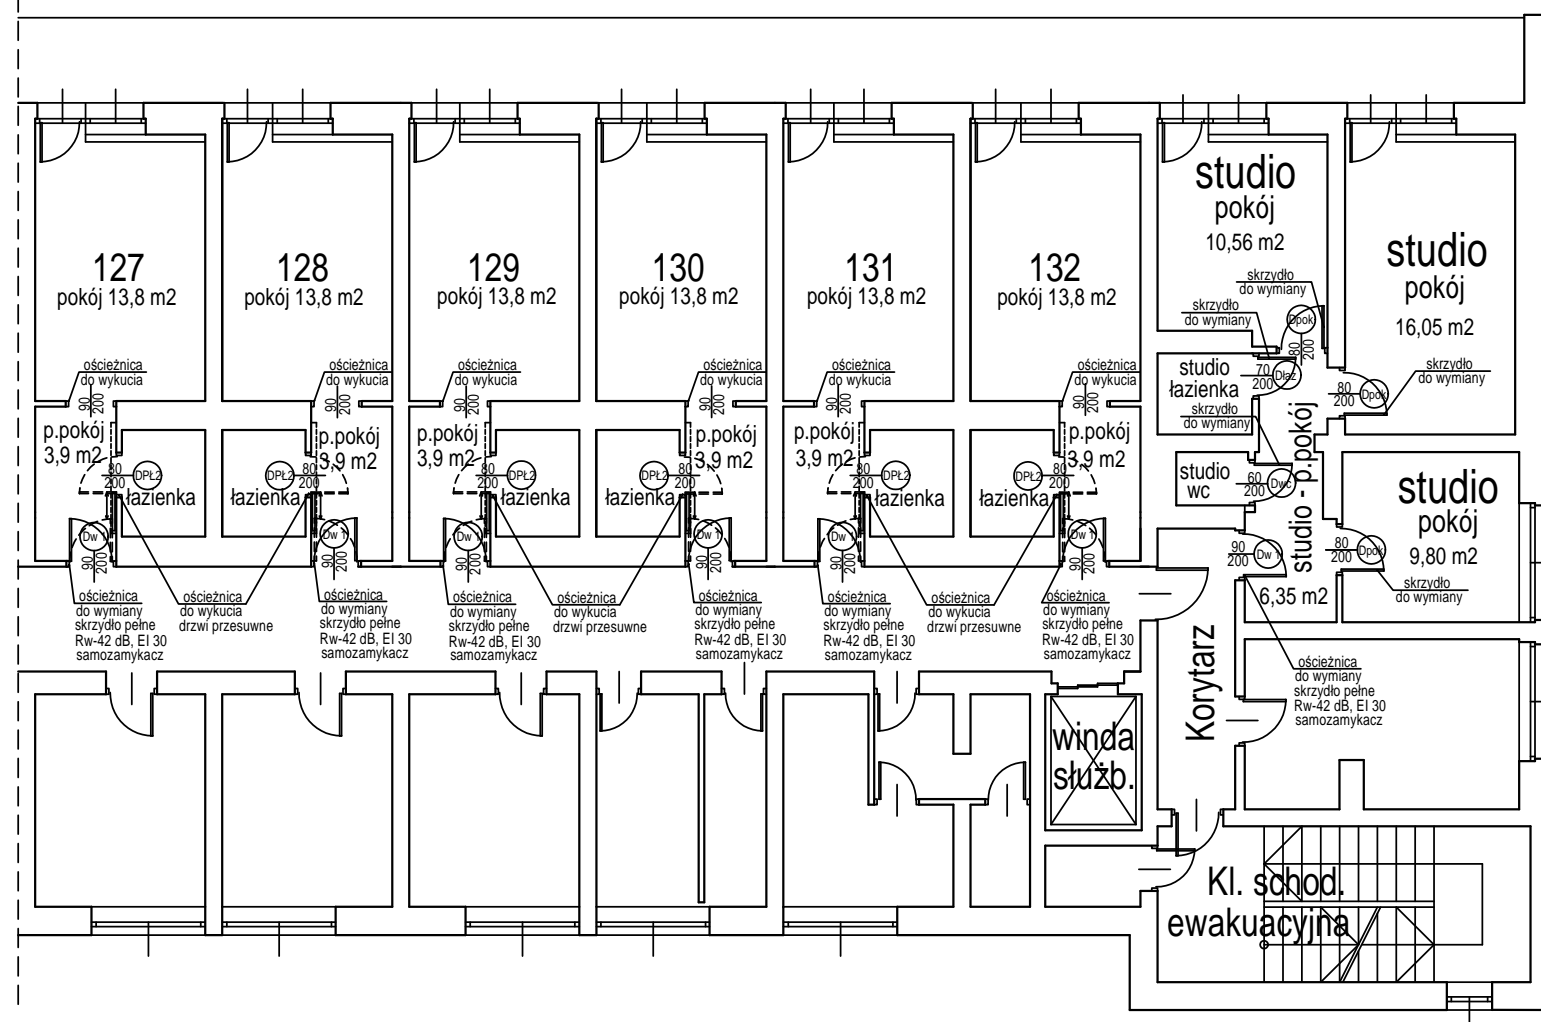 127
pokój 13,8 m2
128
pokój 13,8 m2
129
pokój 13,8 m2
130
pokój 13,8 m2
131
pokój 13,8 m2
132
pokój 13,8 m2
studio
pokój
10,56 m2
studio
pokój
16,05 m2
skrzydło
do wymiany
skrzydło
do wymiany
Dpok
80
200
ościeżnica
do wykucia
90
200
ościeżnica
do wykucia
90
200
ościeżnica
do wykucia
90
200
ościeżnica
do wykucia
90
200
ościeżnica
do wykucia
90
200
ościeżnica
do wykucia
90
200
studio
łazienka
70
200
Dłaz
80
200
Dpok
skrzydło
do wymiany
skrzydło
do wymiany
p.pokój
3,9 m2
80
200
DPŁ2
łazienka
DPŁ2
80
200
łazienka
p.pokój
3,9 m2
p.pokój
3,9 m2
80
200
DPŁ2
łazienka
DPŁ2
80
200
łazienka
p.pokój
3,9 m2
p.pokój
3,9 m2
80
200
DPŁ2
łazienka
DPŁ2
80
200
łazienka
p.pokój
3,9 m2
studio
wc
60
200
Dwc
studio - p.pokój
6,35 m2
studio
pokój
9,80 m2
Dw 1
90
200
Dw 1
90
200
Dw 1
90
200
Dw 1
90
200
Dw 1
90
200
Dw 1
90
200
90
200
Dw 1
80
200
Dpok
skrzydło
do wymiany
ościeżnica
do wymiany
skrzydło pełne
Rw-42 dB, EI 30
samozamykacz
ościeżnica
do wykucia
drzwi przesuwne
ościeżnica
do wymiany
skrzydło pełne
Rw-42 dB, EI 30
samozamykacz
ościeżnica
do wymiany
skrzydło pełne
Rw-42 dB, EI 30
samozamykacz
ościeżnica
do wykucia
drzwi przesuwne
ościeżnica
do wymiany
skrzydło pełne
Rw-42 dB, EI 30
samozamykacz
ościeżnica
do wymiany
skrzydło pełne
Rw-42 dB, EI 30
samozamykacz
ościeżnica
do wykucia
drzwi przesuwne
ościeżnica
do wymiany
skrzydło pełne
Rw-42 dB, EI 30
samozamykacz
ościeżnica
do wymiany
skrzydło pełne
Rw-42 dB, EI 30
samozamykacz
Korytarz
winda
służb.
Kl. schod.
ewakuacyjna